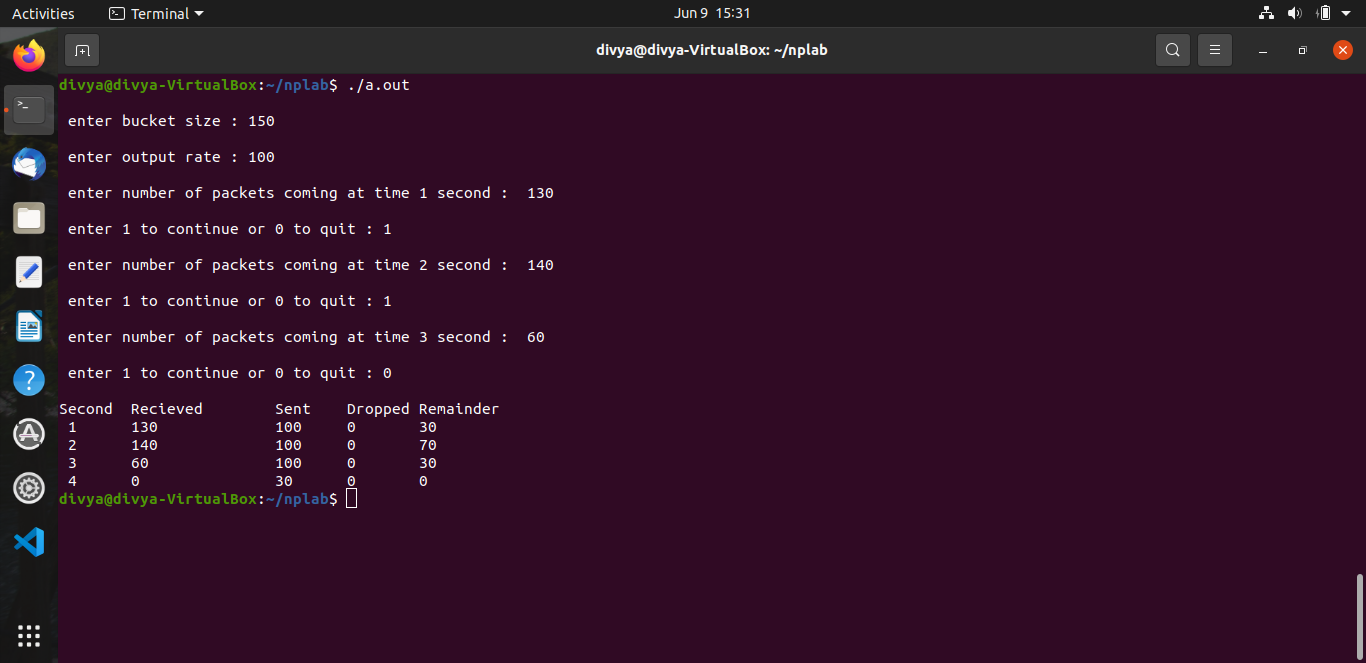 Activities Terminal Jun 9 15:31
divya@divya-VirtualBox: ~/nplab
divya@divya-VirtualBox:~/nplab$ ./a.out
enter bucket size : 150
enter output rate : 100
enter number of packets coming at time 1 second : 130
enter 1 to continue or 0 to quit : 1
enter number of packets coming at time 2 second : 140
enter 1 to continue or 0 to quit : 1
enter number of packets coming at time 3 second : 60
enter 1 to continue or 0 to quit : 0
Second Recieved Sent Dropped Remainder
1 130 100 0 30
2 140 100 0 70
3 60 100 0 30
4 0 30 0 0
divya@divya-VirtualBox:~/nplab$